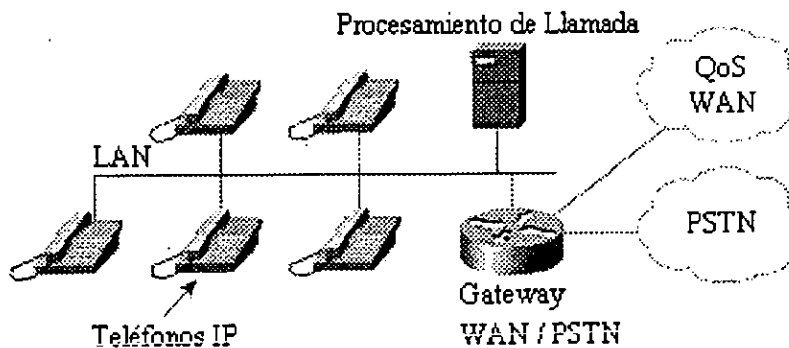 Procesamiento de Llamada
QoS
WAN
LAN
PSTN
Gateway
WAN / PSTN
Teléfonos IP